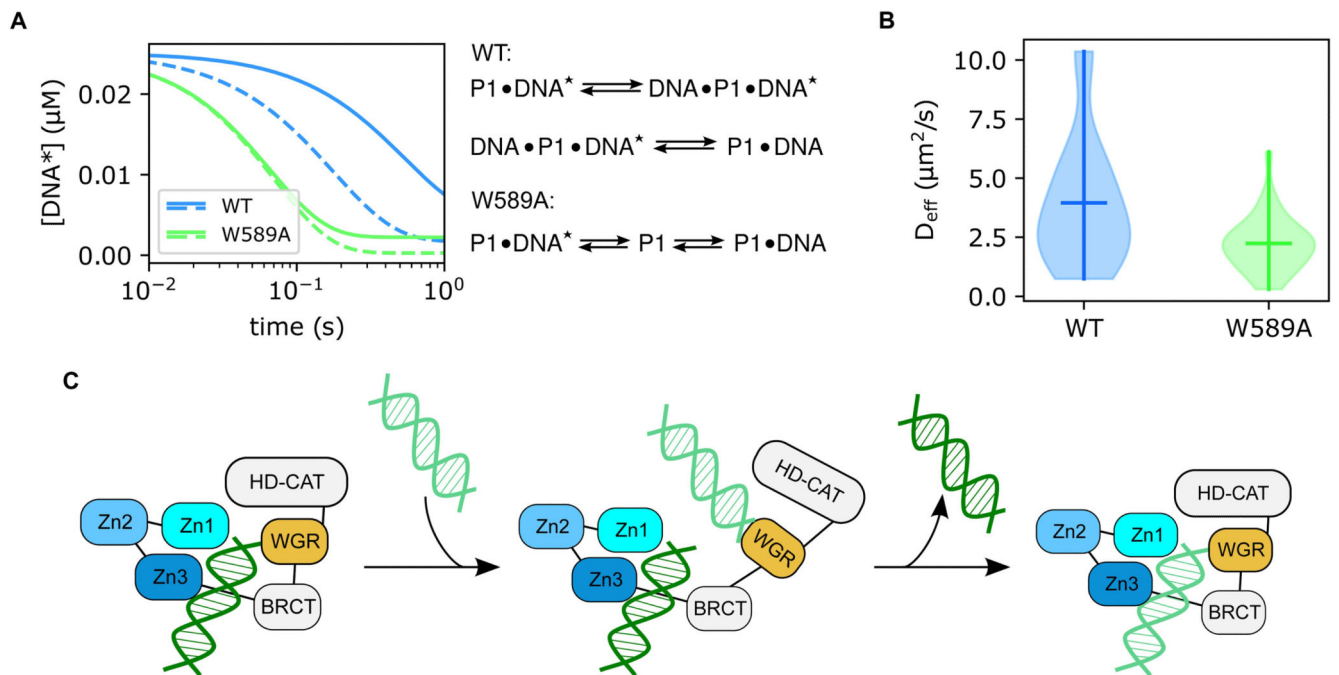 A
[DNA*] (μM)
0.02
0.01
0.00
WT
W589A
10⁻² 10⁻¹ 10⁰
time (s)
WT:
P1•DNA★ ⇌ DNA•P1•DNA★
DNA•P1•DNA★ ⇌ P1•DNA
W589A:
P1•DNA★ ⇌ P1 ⇌ P1•DNA
B
D_eff (μm²/s)
10.0
7.5
5.0
2.5
0.0
WT W589A
C
HD-CAT
Zn2 Zn1 WGR
Zn3
BRCT
HD-CAT
Zn2 Zn1
WGR
Zn3
BRCT
HD-CAT
Zn2 Zn1 WGR
Zn3
BRCT